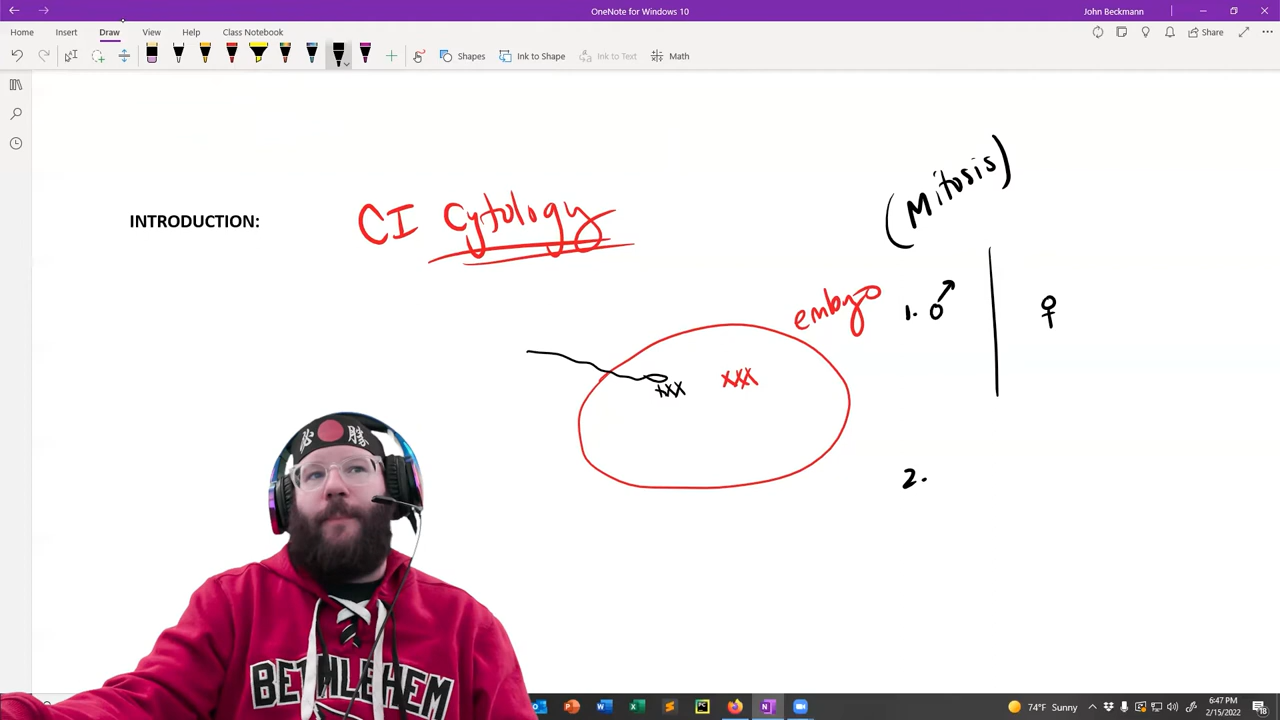 OneNote for Windows 10
John Beckmann
Home Insert Draw View Help Class Notebook
Share
Shapes Ink to Shape Ink to Text Math
(Mitosis)
INTRODUCTION: CI Cytology
embryo 1. ♂ ♀
xxx xxx
2.
必 勝
BETHLEHEM
74°F Sunny
6:47 PM
2/15/2022